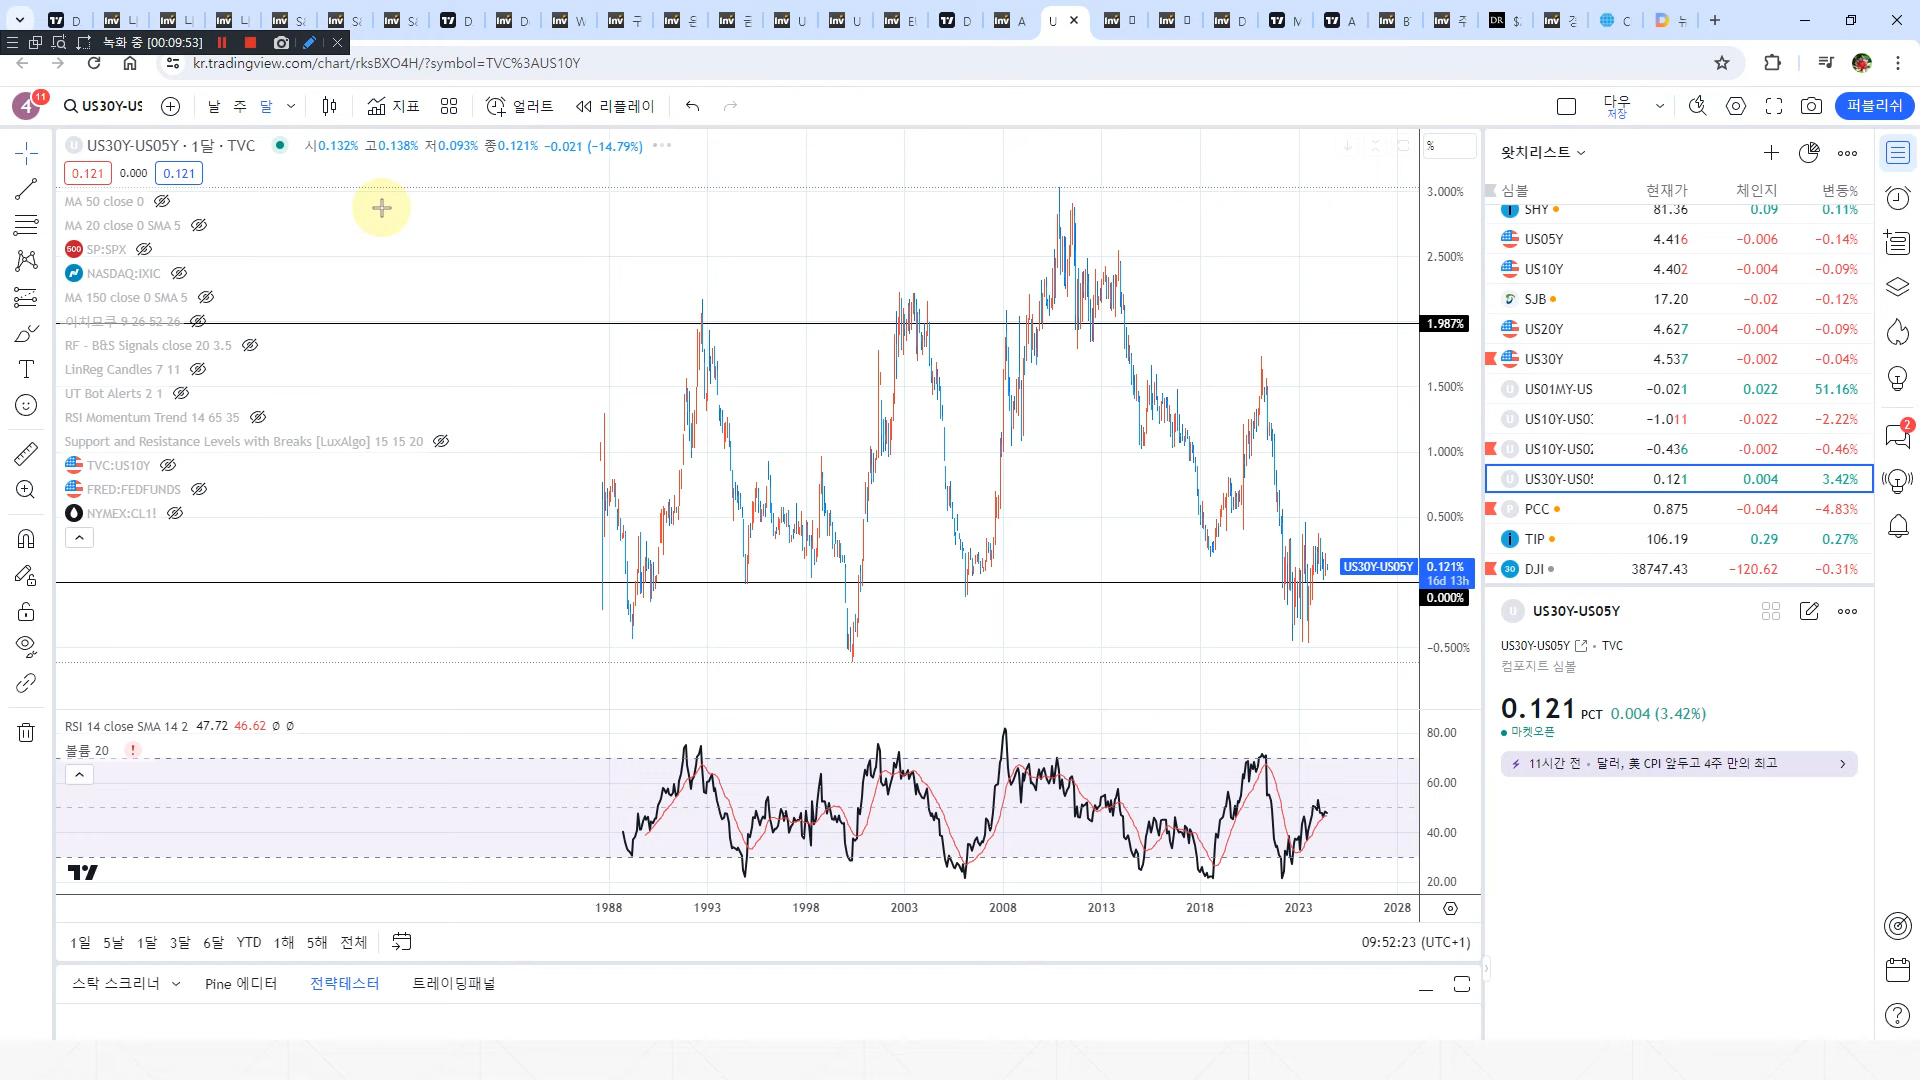 녹화 중 [00:09:53]
kr.tradingview.com/chart/rksBXO4H/?symbol=TVC%3AUS10Y
4 11 US30Y-US 날 주 달 지표 얼러트 리플레이 다우 저장 퍼블리쉬
US30Y-US05Y · 1달 · TVC 시0.132% 고0.138% 저0.093% 종0.121% −0.021 (−14.79%)
0.121 0.000 0.121
MA 50 close 0
MA 20 close 0 SMA 5
500 SP:SPX
NASDAQ:IXIC
MA 150 close 0 SMA 5
이치모쿠 9 26 52 26
RF - B&S Signals close 20 3.5
LinReg Candles 7 11
UT Bot Alerts 2 1
RSI Momentum Trend 14 65 35
Support and Resistance Levels with Breaks [LuxAlgo] 15 15 20
TVC:US10Y
FRED:FEDFUNDS
NYMEX:CL1!
%
3.000%
2.500%
1.987%
1.500%
1.000%
0.500%
US30Y-US05Y 0.121%
16d 13h
0.000%
−0.500%
RSI 14 close SMA 14 2 47.72 46.62 Ø Ø
볼륨 20 !
80.00
60.00
40.00
20.00
1988 1993 1998 2003 2008 2013 2018 2023 2028
1일 5날 1달 3달 6달 YTD 1해 5해 전체 09:52:23 (UTC+1)
스탁 스크리너 Pine 에디터 전략테스터 트레이딩패널
왓치리스트
심볼 현재가 체인지 변동%
SHY 81.36 0.09 0.11%
US05Y 4.416 −0.006 −0.14%
US10Y 4.402 −0.004 −0.09%
SJB 17.20 −0.02 −0.12%
US20Y 4.627 −0.004 −0.09%
US30Y 4.537 −0.002 −0.04%
US01MY-US −0.021 0.022 51.16%
US10Y-US0 −1.011 −0.022 −2.22%
US10Y-US0 −0.436 −0.002 −0.46%
US30Y-US0 0.121 0.004 3.42%
PCC 0.875 −0.044 −4.83%
TIP 106.19 0.29 0.27%
30 DJI 38747.43 −120.62 −0.31%
US30Y-US05Y
US30Y-US05Y · TVC
컴포지트 심볼
0.121 PCT 0.004 (3.42%)
마켓오픈
11시간 전 · 달러, 美 CPI 앞두고 4주 만의 최고
2